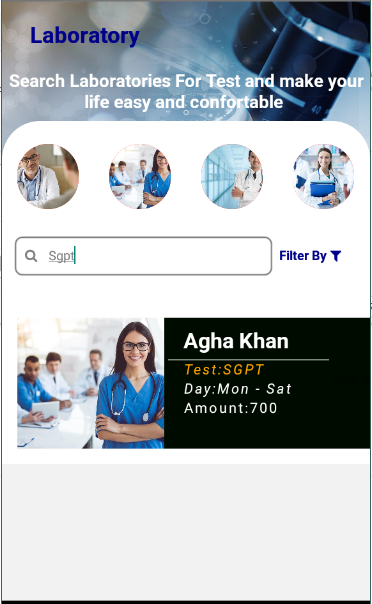 Laboratory
Search Laboratories For Test and make your
life easy and confortable
Sgpt
Filter By
Agha Khan
Test:SGPT
Day:Mon - Sat
Amount:700